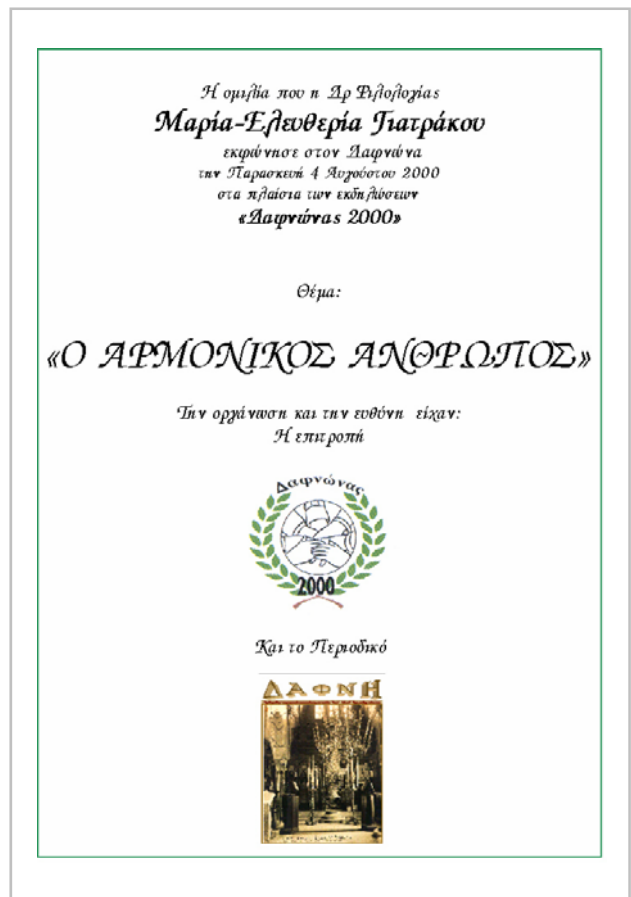 Η ομιλία που η Δρ Φιλολογίας
Μαρία-Ελευθερία Γιατράκου
εκφώνησε στον Δαφνώνα
την Παρασκευή 4 Αυγούστου 2000
στα πλαίσια των εκδηλώσεων
«Δαφνώνας 2000»
Θέμα:
«Ο ΑΡΜΟΝΙΚΟΣ ΑΝΘΡΩΠΟΣ»
Την οργάνωση και την ευθύνη είχαν:
Η επιτροπή
Δαφνώνας
2000
Και το Περιοδικό
ΔΑΦΝΗ